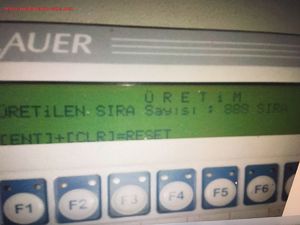 AUER
ÜRETİM
ÜRETİLEN SIRA Sayısı : 888 SIRA
[ENT]+[CLR]=RESET
F1 F2 F3 F4 F5 F6